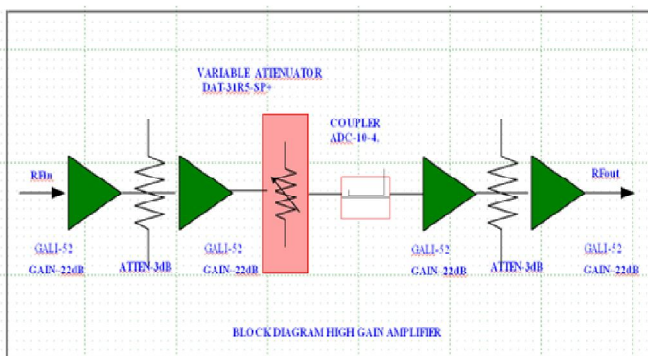 VARIABLE ATTENUATOR
DAT-31R5-SP+
COUPLER
ADC-10-4.
RFin
RFout
GALI-52
GAIN-22dB
ATTEN-3dB
GALI-52
GAIN-22dB
GALI-52
GAIN-22dB
ATTEN-3dB
GALI-52
GAIN-22dB
BLOCK DIAGRAM HIGH GAIN AMPLIFIER